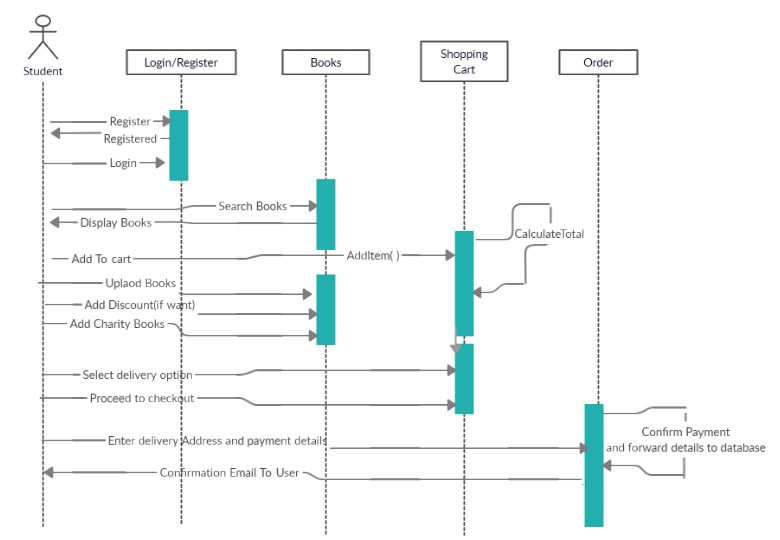 Student
Login/Register
Books
Shopping
Cart
Order
Register
Registered
Login
Search Books
Display Books
CalculateTotal
Add To cart
AddItem( )
Uplaod Books
Add Discount(if want)
Add Charity Books
Select delivery option
Proceed to checkout
Confirm Payment
and forward details to database
Enter delivery Address and payment details
Confirmation Email To User